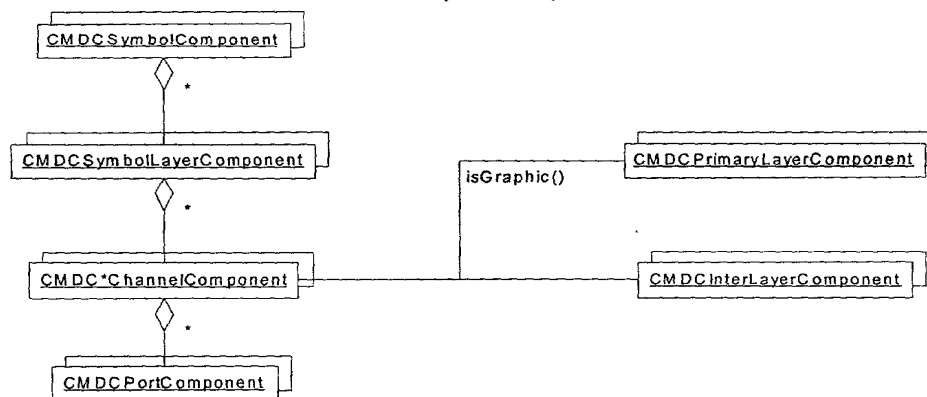 CMDCSymbolComponent
*
CMDCSymbolLayerComponent
CMDCPrimaryLayerComponent
isGraphic()
*
CMDC*ChannelComponent
CMDCInterLayerComponent
*
CMDCPortComponent